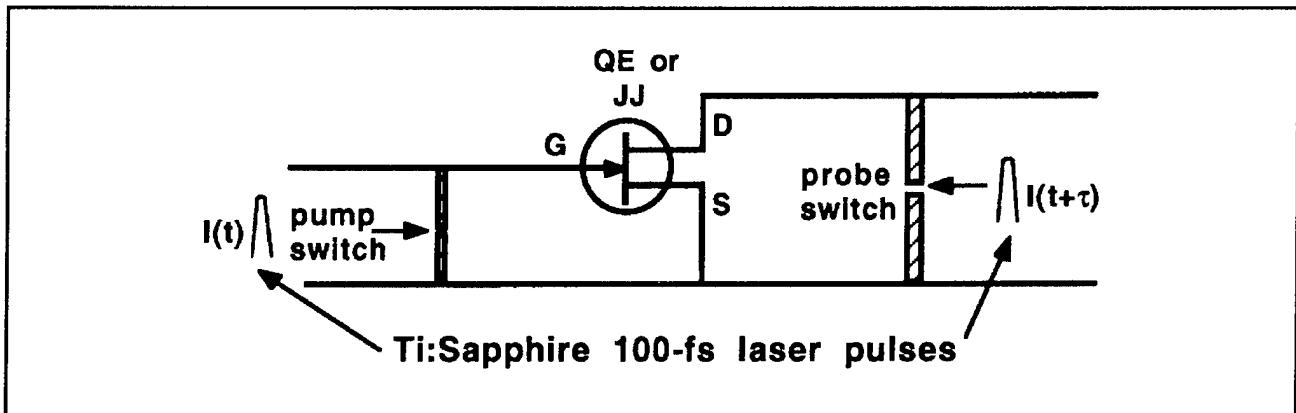 QE or
JJ
G
D
S
I(t)
pump
switch
probe
switch
I(t+τ)
Ti:Sapphire 100-fs laser pulses